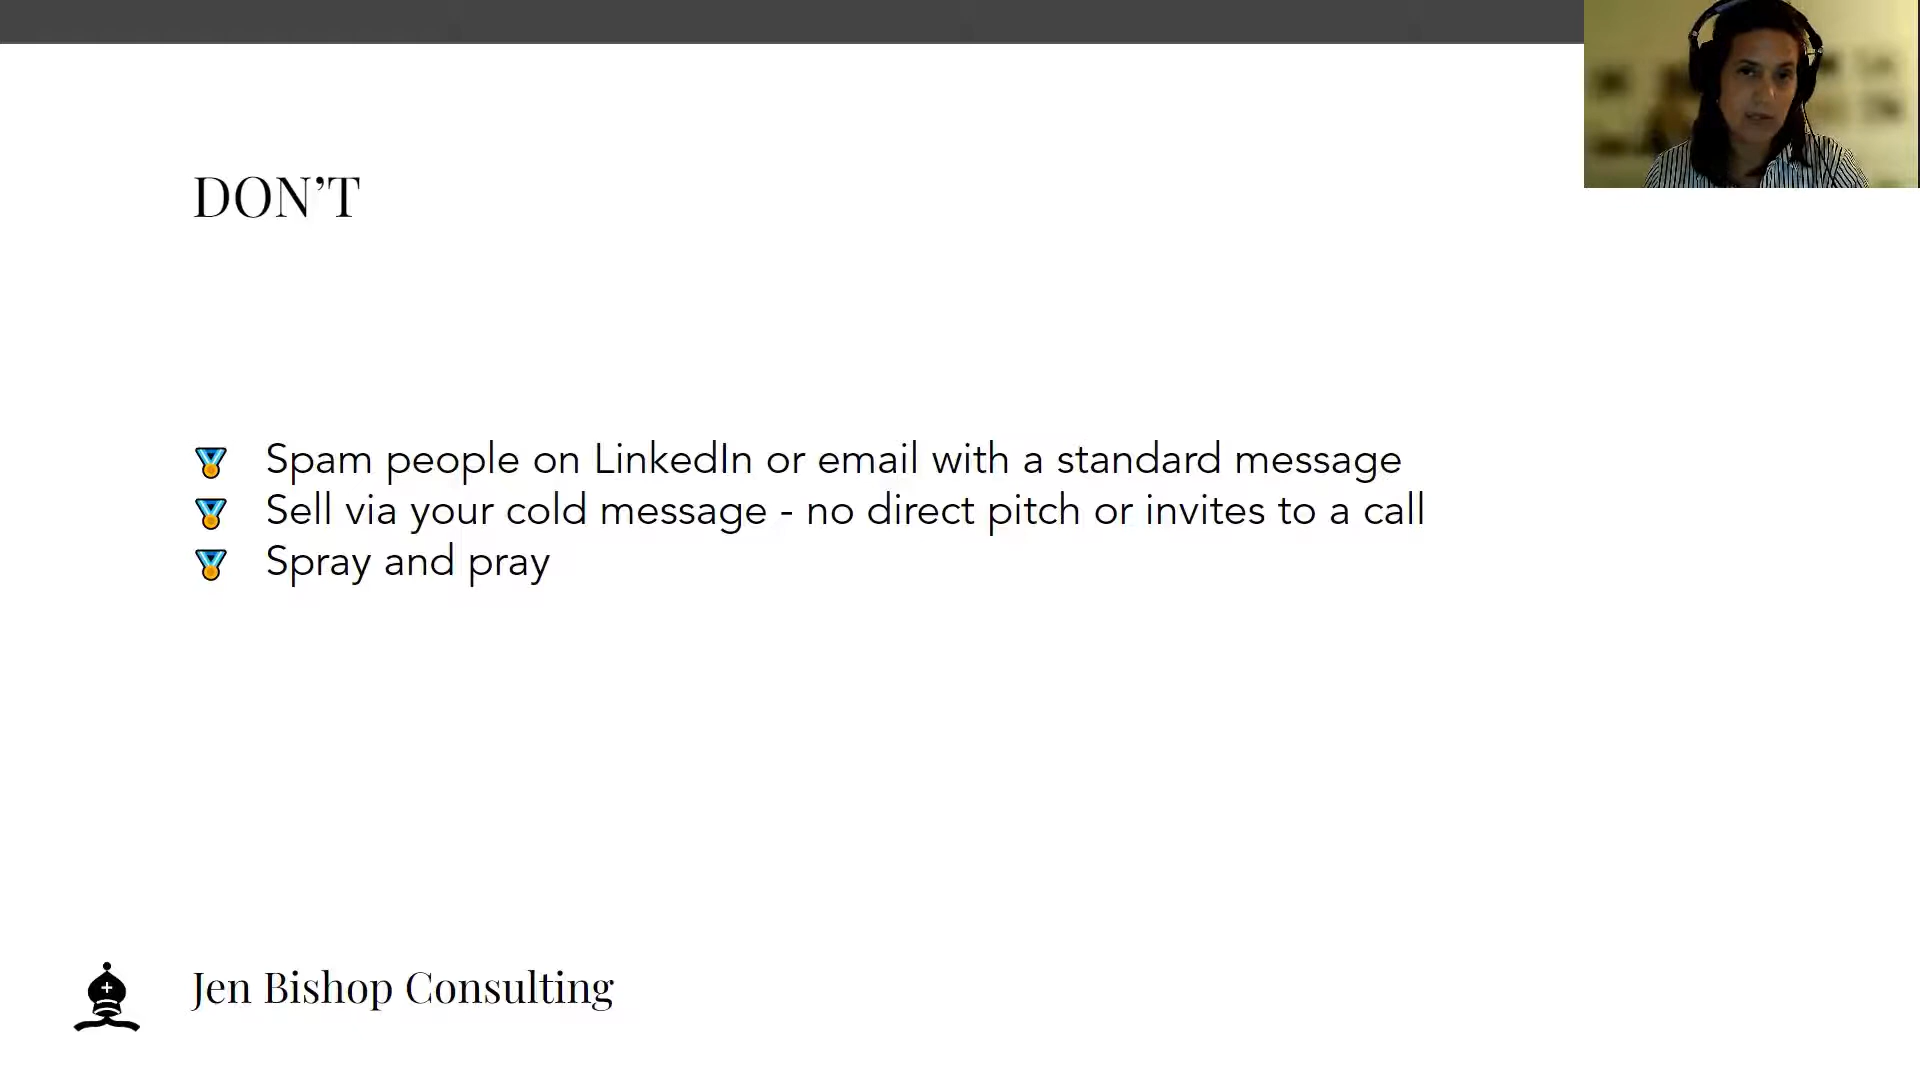 DON’T
Spam people on LinkedIn or email with a standard message
Sell via your cold message - no direct pitch or invites to a call
Spray and pray
Jen Bishop Consulting